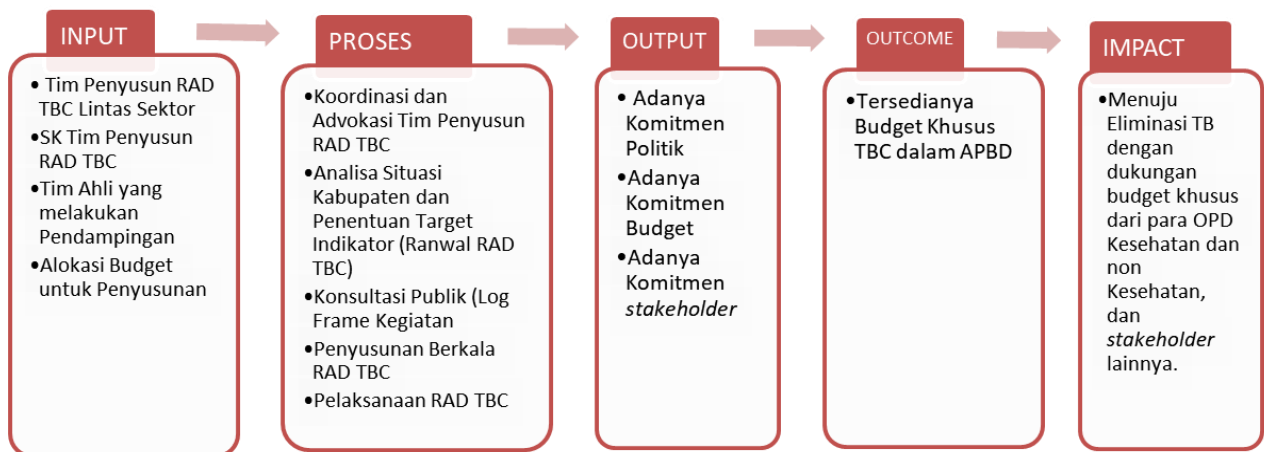 INPUT
• Tim Penyusun RAD
TBC Lintas Sektor
•SK Tim Penyusun
RAD TBC
•Tim Ahli yang
melakukan
Pendampingan
•Alokasi Budget
untuk Penyusunan
PROSES
•Koordinasi dan
Advokasi Tim Penyusun
RAD TBC
•Analisa Situasi
Kabupaten dan
Penentuan Target
Indikator (Ranwal RAD
TBC)
•Konsultasi Publik (Log
Frame Kegiatan
•Penyusunan Berkala
RAD TBC
•Pelaksanaan RAD TBC
OUTPUT
• Adanya
Komitmen
Politik
•Adanya
Komitmen
Budget
•Adanya
Komitmen
stakeholder
OUTCOME
•Tersedianya
Budget Khusus
TBC dalam APBD
IMPACT
•Menuju
Eliminasi TB
dengan
dukungan
budget khusus
dari para OPD
Kesehatan dan
non
Kesehatan,
dan
stakeholder
lainnya.